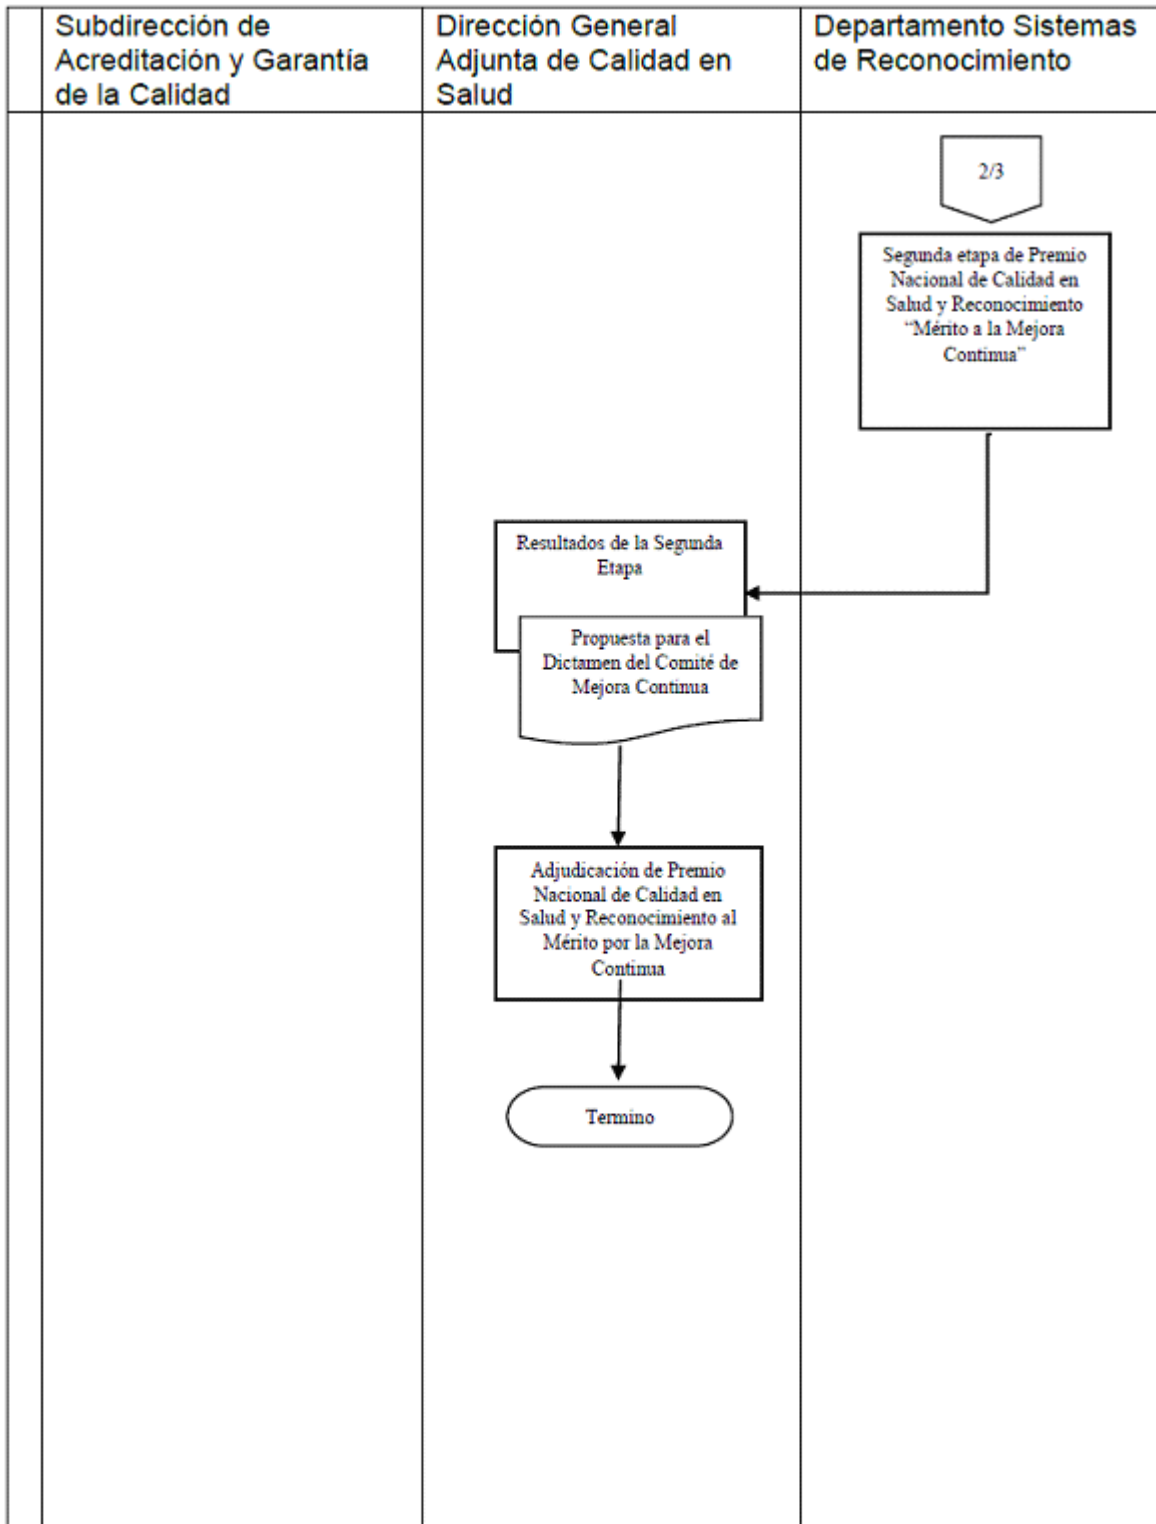 Subdirección de
Acreditación y Garantía
de la Calidad
Dirección General
Adjunta de Calidad en
Salud
Departamento Sistemas
de Reconocimiento
2/3
Segunda etapa de Premio
Nacional de Calidad en
Salud y Reconocimiento
“Mérito a la Mejora
Continua”
Resultados de la Segunda
Etapa
Propuesta para el
Dictamen del Comité de
Mejora Continua
Adjudicación de Premio
Nacional de Calidad en
Salud y Reconocimiento al
Mérito por la Mejora
Continua
Termino